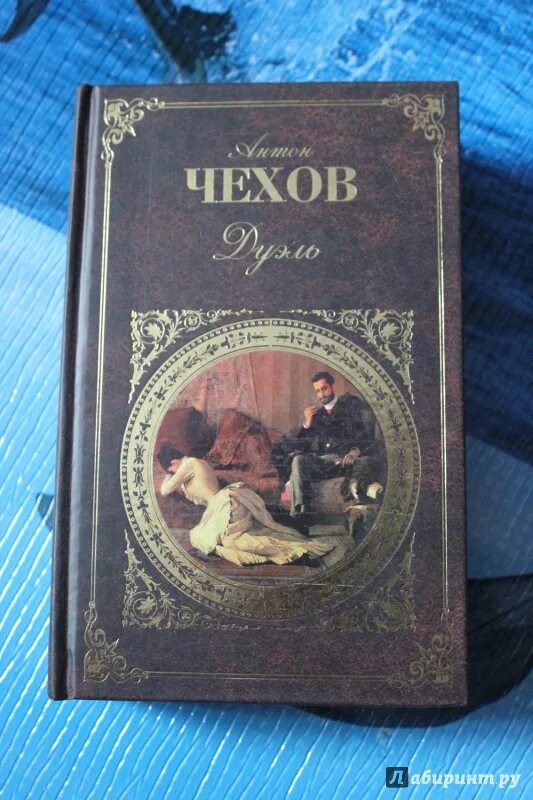 Антон
ЧЕХОВ
Дуэль
Лабиринт.ру